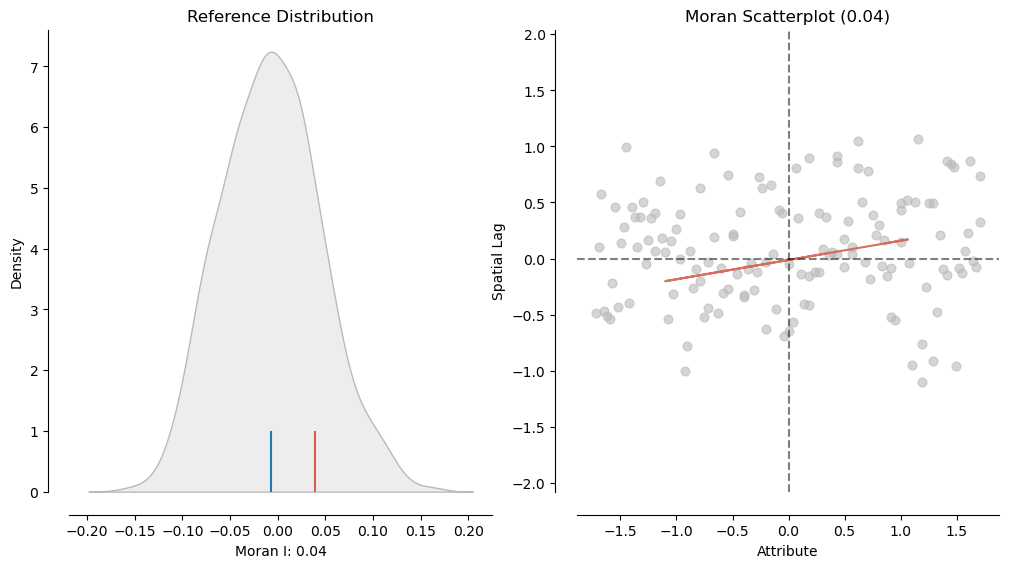 Reference Distribution
Density
7
6
5
4
3
2
1
0
−0.20 −0.15 −0.10 −0.05 0.00 0.05 0.10 0.15 0.20
Moran I: 0.04
Moran Scatterplot (0.04)
Spatial Lag
2.0
1.5
1.0
0.5
0.0
−0.5
−1.0
−1.5
−2.0
−1.5 −1.0 −0.5 0.0 0.5 1.0 1.5
Attribute